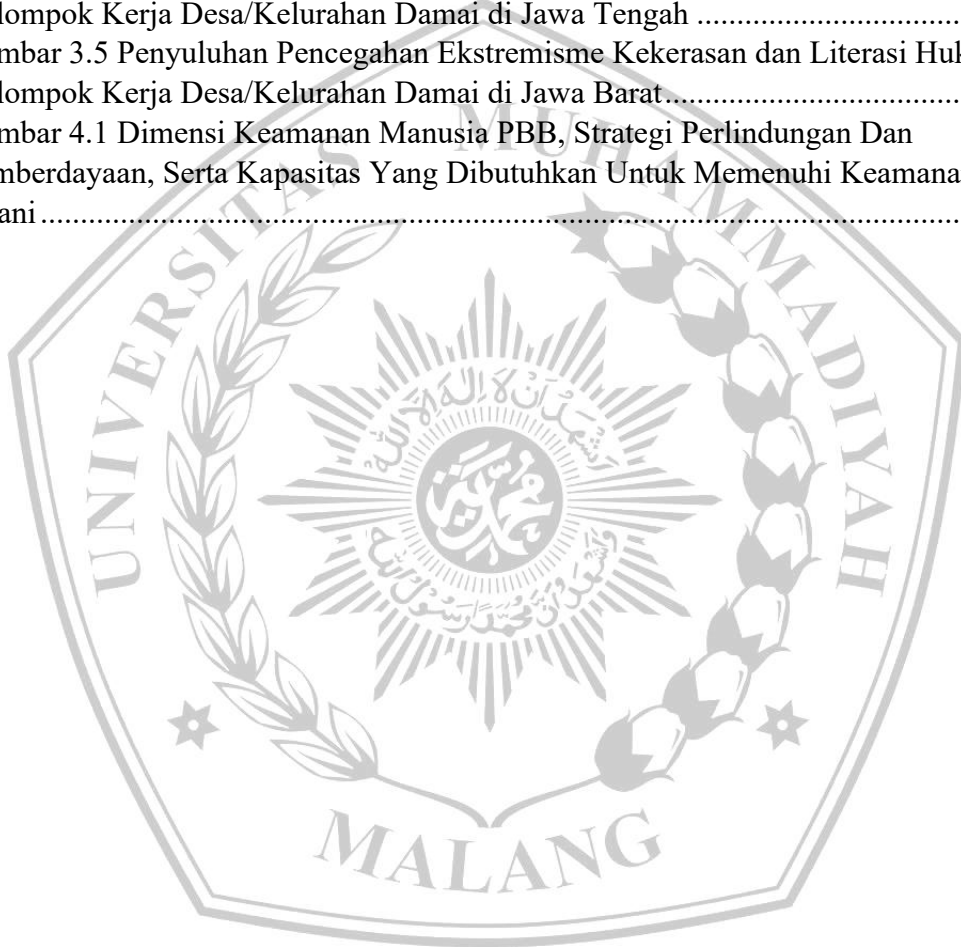 lompok Kerja Desa/Kelurahan Damai di Jawa Tengah ..................................
mbar 3.5 Penyuluhan Pencegahan Ekstremisme Kekerasan dan Literasi Huk
lompok Kerja Desa/Kelurahan Damai di Jawa Barat......................................
mbar 4.1 Dimensi Keamanan Manusia PBB, Strategi Perlindungan Dan
mberdayaan, Serta Kapasitas Yang Dibutuhkan Untuk Memenuhi Keamana
ani....................................................................................................................
UNIVERSITAS MUHAMMADIYAH
MALANG